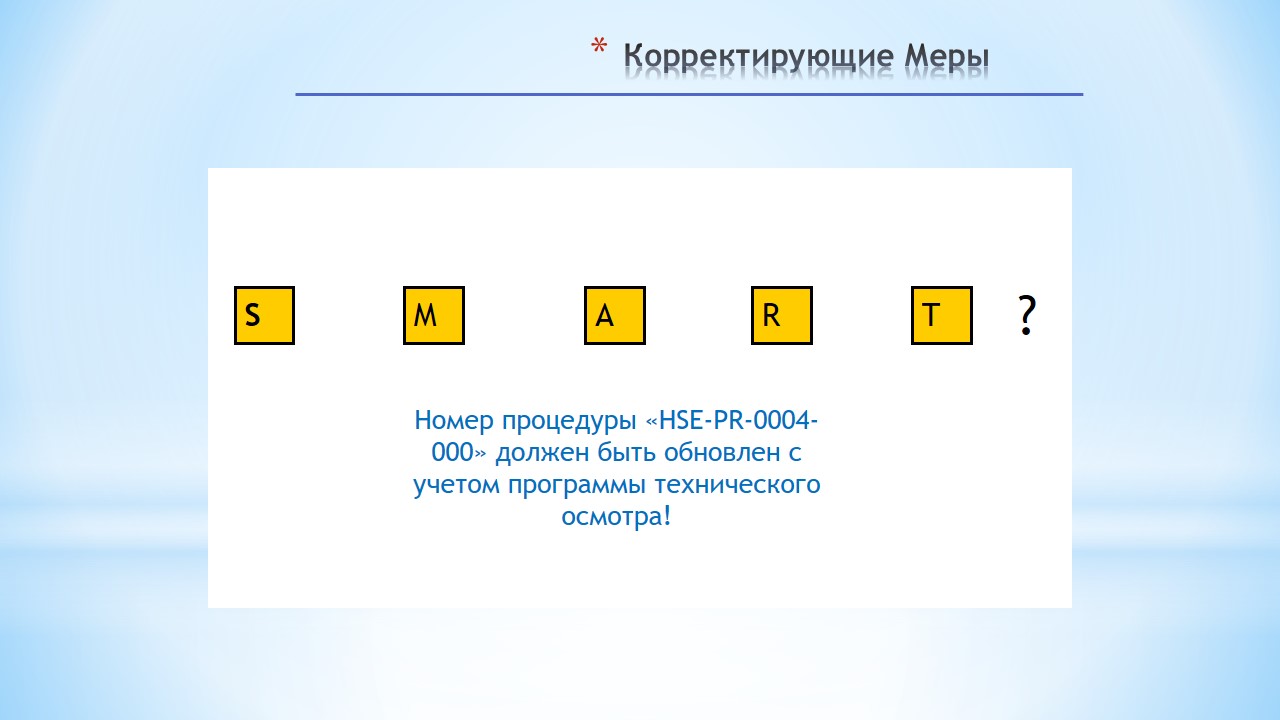 * Корректирующие Меры
S M A R T ?
Номер процедуры «HSE-PR-0004-
000» должен быть обновлен с
учетом программы технического
осмотра!